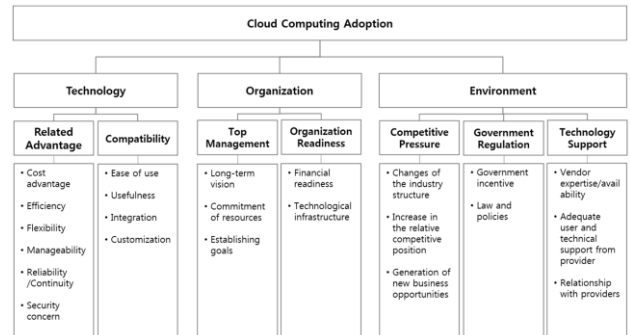 Cloud Computing Adoption
Technology
Organization
Environment
Related
Advantage
Compatibility
Top
Management
Organization
Readiness
Competitive
Pressure
Government
Regulation
Technology
Support
• Cost
advantage
• Efficiency
• Flexibility
• Manageability
• Reliability
/Continuity
• Security
concern
• Ease of use
• Usefulness
• Integration
• Customization
• Long-term
vision
• Commitment
of resources
• Establishing
goals
• Financial
readiness
• Technological
infrastructure
• Changes of
the industry
structure
• Increase in
the relative
competitive
position
• Generation of
new business
opportunities
• Government
incentive
• Law and
policies
• Vendor
expertise/avail
ability
• Adequate
user and
technical
support from
provider
• Relationship
with providers